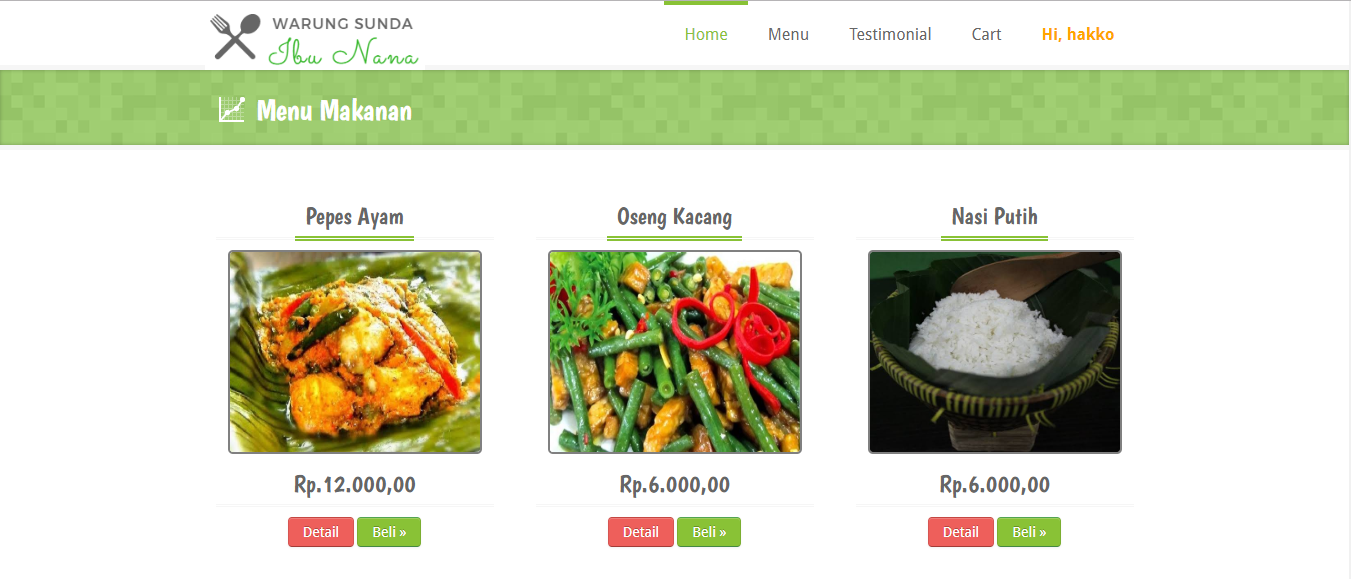 WARUNG SUNDA
Ibu Nana
Home Menu Testimonial Cart Hi, hakko
Menu Makanan
Pepes Ayam Oseng Kacang Nasi Putih
Rp.12.000,00 Rp.6.000,00 Rp.6.000,00
Detail Beli » Detail Beli » Detail Beli »